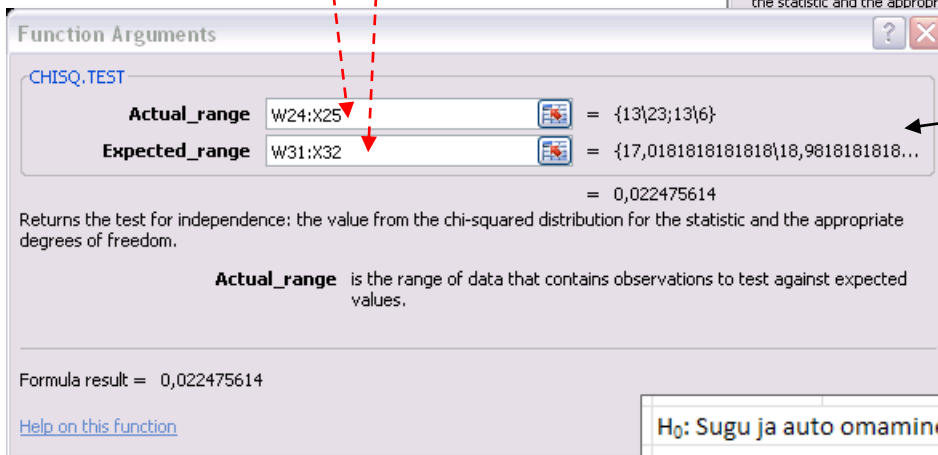 the statistic and the appropr
Function Arguments
CHISQ.TEST
Actual_range W24:X25 = {13\23;13\6}
Expected_range W31:X32 = {17,0181818181818\18,9818181818...
= 0,022475614
Returns the test for independence: the value from the chi-squared distribution for the statistic and the appropriate
degrees of freedom.
Actual_range is the range of data that contains observations to test against expected
values.
Formula result = 0,022475614
Help on this function
H₀: Sugu ja auto omamine